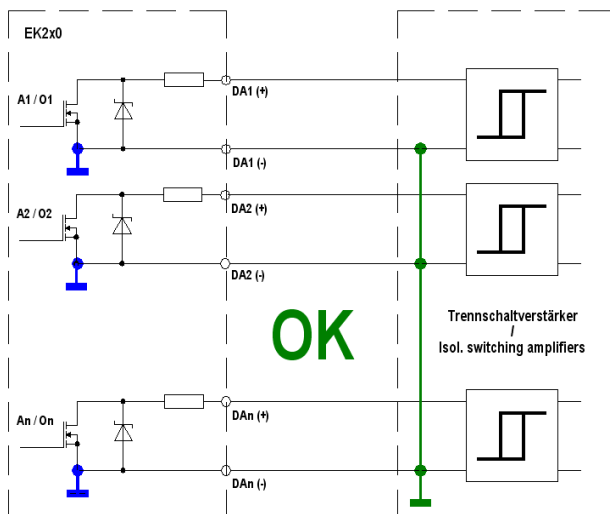 EK2x0
A1 / O1
DA1 (+)
DA1 (-)
A2 / O2
DA2 (+)
DA2 (-)
OK
Trennschaltverstärker
/
Isol. switching amplifiers
An / On
DAn (+)
DAn (-)